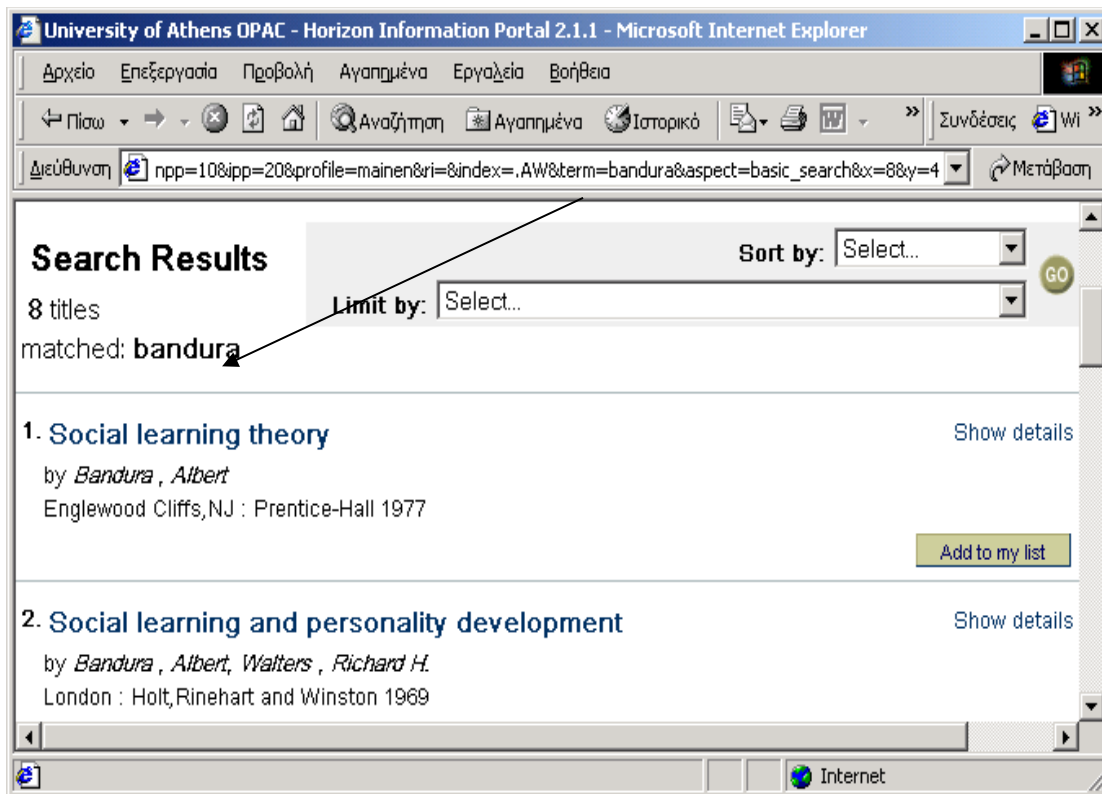 University of Athens OPAC - Horizon Information Portal 2.1.1 - Microsoft Internet Explorer
Αρχείο Επεξεργασία Προβολή Αγαπημένα Εργαλεία Βοήθεια
Πίσω Αναζήτηση Αγαπημένα Ιστορικό » Συνδέσεις Wi »
Διεύθυνση npp=10&ipp=20&profile=mainen&ri=&index=.AW&term=bandura&aspect=basic_search&x=8&y=4 Μετάβαση
Search Results Sort by: Select...
GO
8 titles Limit by: Select...
matched: bandura
1. Social learning theory Show details
by Bandura , Albert
Englewood Cliffs,NJ : Prentice-Hall 1977
Add to my list
2. Social learning and personality development Show details
by Bandura , Albert, Walters , Richard H.
London : Holt,Rinehart and Winston 1969
Internet